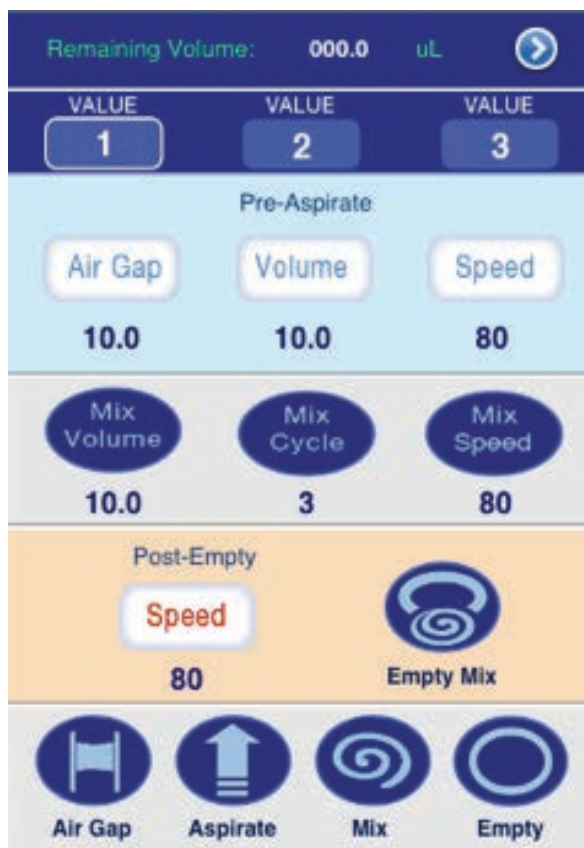 Remaining Volume: 000.0 uL
VALUE VALUE VALUE
1 2 3
Pre-Aspirate
Air Gap Volume Speed
10.0 10.0 80
Mix Volume Mix Cycle Mix Speed
10.0 3 80
Post-Empty
Speed
80 Empty Mix
Air Gap Aspirate Mix Empty